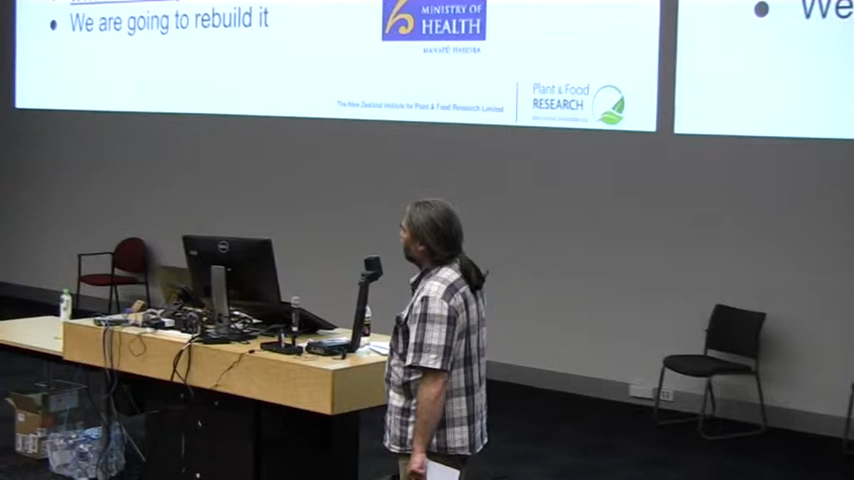 We are going to rebuild it
MINISTRY OF
HEALTH
MANATŪ HAUORA
The New Zealand Institute for Plant & Food Research Limited
Plant & Food
RESEARCH
We
DELL